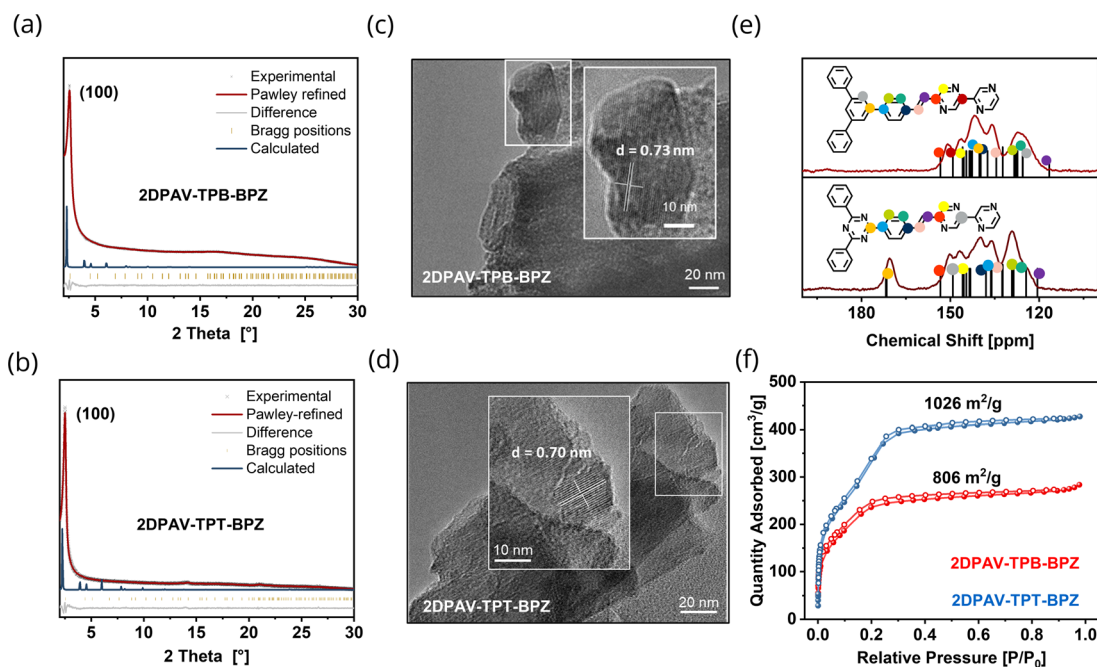 (a)
Experimental
Pawley refined
Difference
Bragg positions
Calculated
(100)
2DPAV-TPB-BPZ
5 10 15 20 25 30
2 Theta [°]
(b)
Experimental
Pawley-refined
Difference
Bragg positions
Calculated
(100)
2DPAV-TPT-BPZ
5 10 15 20 25 30
2 Theta [°]
(c)
d = 0.73 nm
10 nm
2DPAV-TPB-BPZ
20 nm
(d)
d = 0.70 nm
10 nm
2DPAV-TPT-BPZ
20 nm
(e)
N
N
N
N
N
N
N
N
N
N
N
180 150 120
Chemical Shift [ppm]
(f)
Quantity Adsorbed [cm³/g]
500
400
300
200
100
0
1026 m²/g
806 m²/g
2DPAV-TPB-BPZ
2DPAV-TPT-BPZ
0.0 0.2 0.4 0.6 0.8 1.0
Relative Pressure [P/P₀]